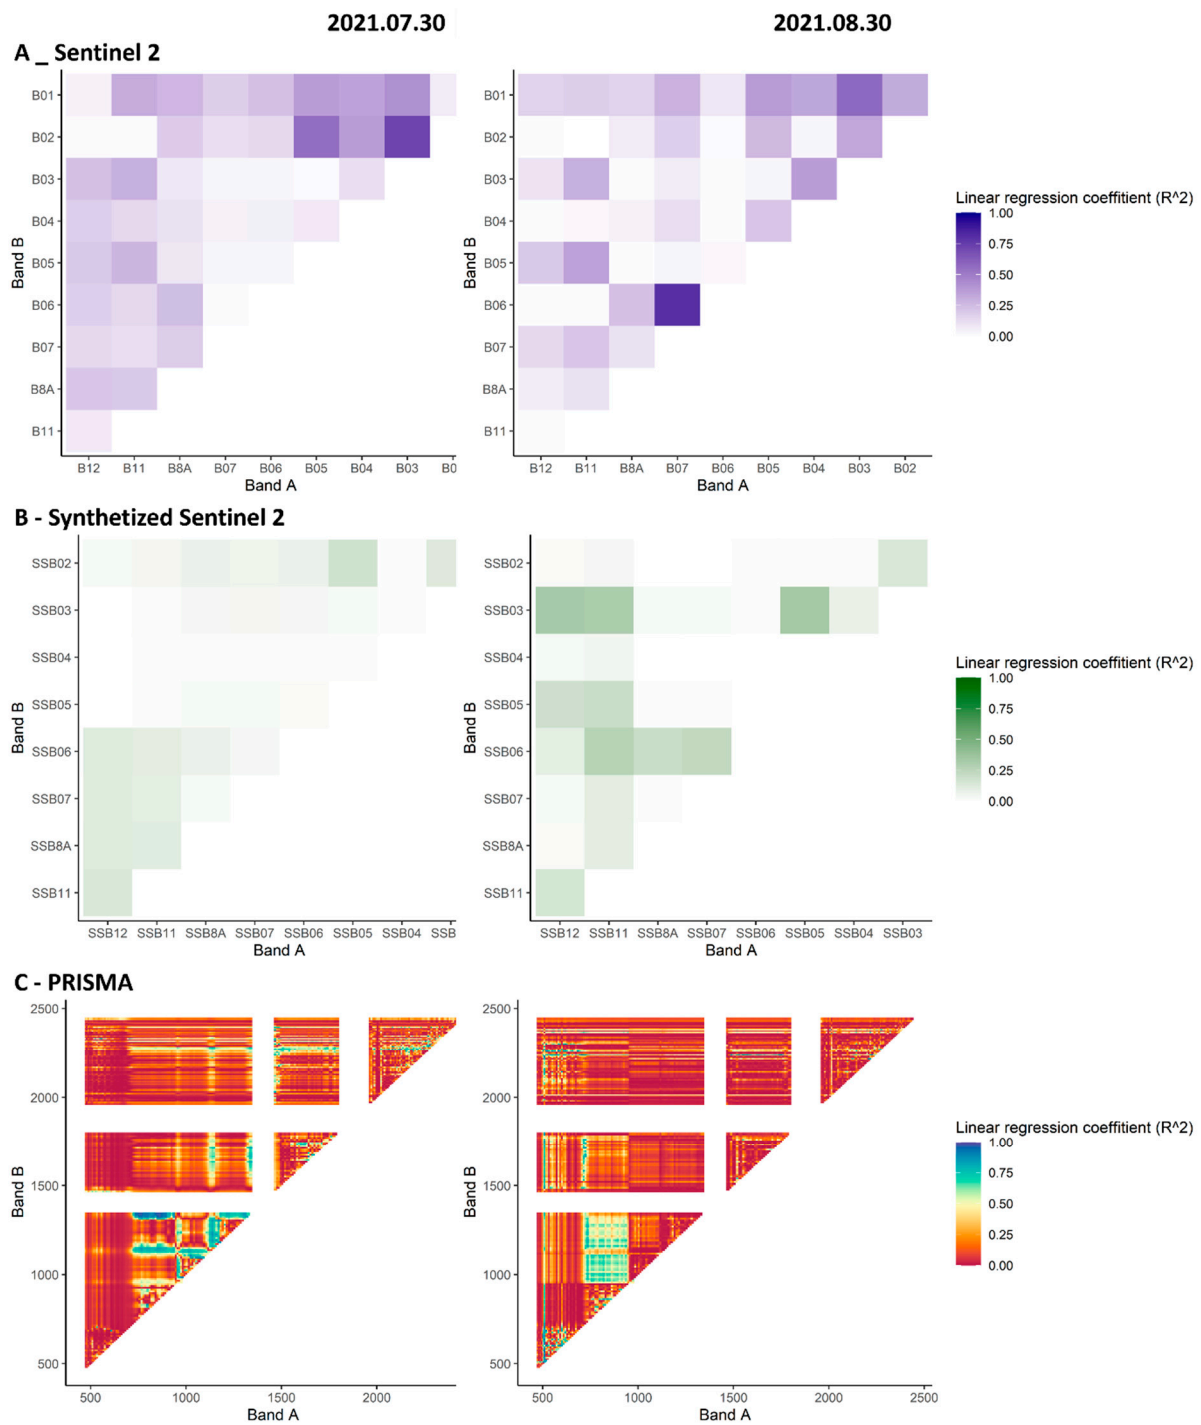 2021.07.30
2021.08.30
A _ Sentinel 2
B01
B02
B03
B04
B05
B06
B07
B8A
B11
Band B
B12 B11 B8A B07 B06 B05 B04 B03 B0
Band A
B01
B02
B03
B04
B05
B06
B07
B8A
B11
Band B
B12 B11 B8A B07 B06 B05 B04 B03 B02
Band A
Linear regression coeffitient (R^2)
1.00
0.75
0.50
0.25
0.00
B - Synthetized Sentinel 2
SSB02
SSB03
SSB04
SSB05
SSB06
SSB07
SSB8A
SSB11
Band B
SSB12 SSB11 SSB8A SSB07 SSB06 SSB05 SSB04 SSB
Band A
SSB02
SSB03
SSB04
SSB05
SSB06
SSB07
SSB8A
SSB11
Band B
SSB12 SSB11 SSB8A SSB07 SSB06 SSB05 SSB04 SSB03
Band A
Linear regression coeffitient (R^2)
1.00
0.75
0.50
0.25
0.00
C - PRISMA
2500
2000
1500
1000
500
Band B
500 1000 1500 2000
Band A
2500
2000
1500
1000
500
Band B
500 1000 1500 2000 2500
Band A
Linear regression coeffitient (R^2)
1.00
0.75
0.50
0.25
0.00